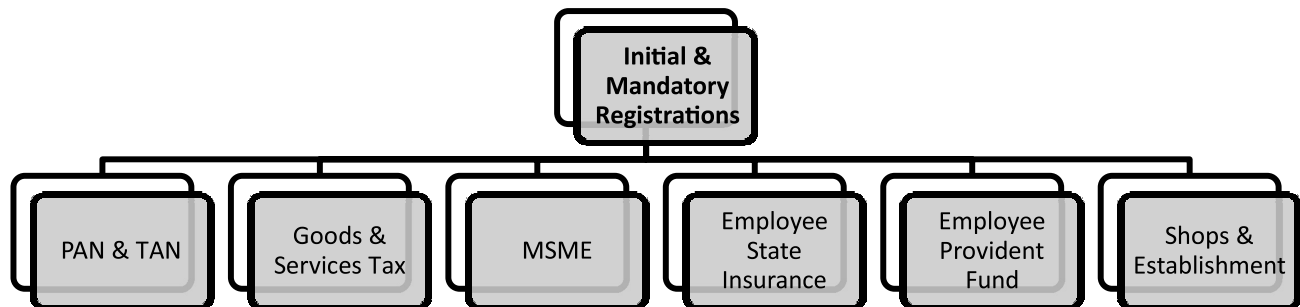 Initial &
Mandatory
Registrations
PAN & TAN
Goods &
Services Tax
MSME
Employee
State
Insurance
Employee
Provident
Fund
Shops &
Establishment